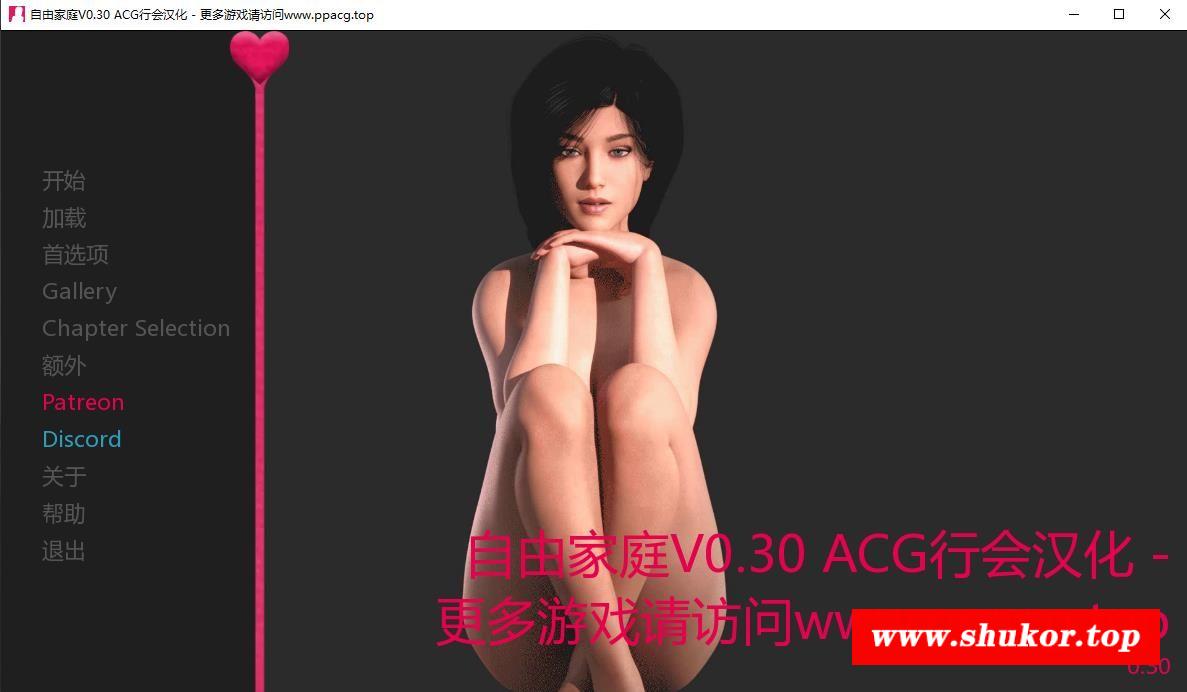 自由家庭V0.30 ACG行会汉化 - 更多游戏请访问www.ppacg.top
开始
加载
首选项
Gallery
Chapter Selection
额外
Patreon
Discord
关于
帮助
退出
自由家庭V0.30 ACG行会汉化 -
更多游戏请访问
www.shukor.top
0.30